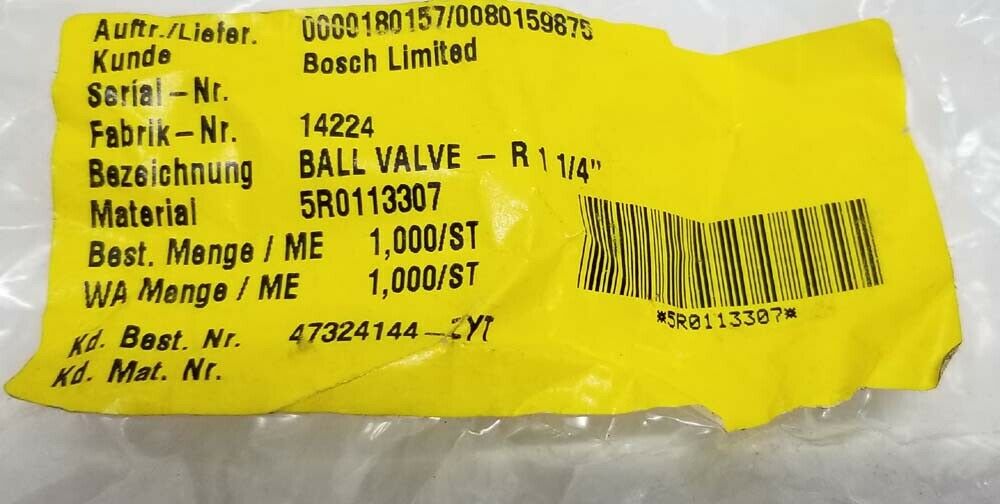 Auftr./Liefer. 0000180157/0080159875
Kunde Bosch Limited
Serial-Nr.
Fabrik-Nr. 14224
Bezeichnung BALL VALVE - R 1 1/4"
Material 5R0113307
Best. Menge / ME 1,000/ST
WA Menge / ME 1,000/ST
*5R0113307*
Kd. Best. Nr. 47324144-ZYT
Kd. Mat. Nr.